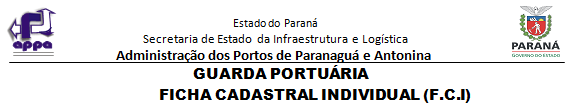 Estado do Paraná
Secretaria de Estado da Infraestrutura e Logística
Administração dos Portos de Paranaguá e Antonina
appa
PARANÁ
GOVERNO DO ESTADO
GUARDA PORTUÁRIA
FICHA CADASTRAL INDIVIDUAL (F.C.I)